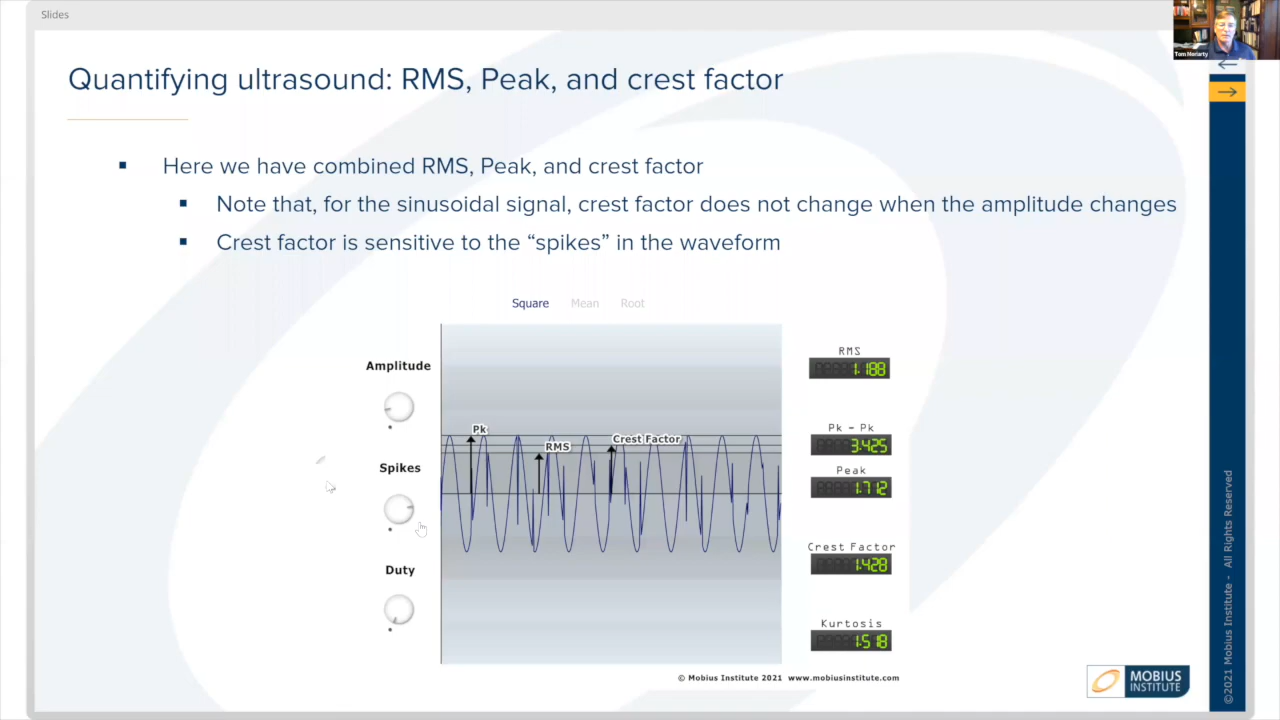 Slides
Tom Moriarty
Quantifying ultrasound: RMS, Peak, and crest factor
▪ Here we have combined RMS, Peak, and crest factor
▪ Note that, for the sinusoidal signal, crest factor does not change when the amplitude changes
▪ Crest factor is sensitive to the “spikes” in the waveform
Square Mean Root
Amplitude
Spikes
Duty
Pk
RMS
Crest Factor
RMS
1.188
Pk - Pk
3.425
Peak
1.712
Crest Factor
1.428
Kurtosis
1.518
© Mobius Institute 2021 www.mobiusinstitute.com
MOBIUS
INSTITUTE
©2021 Mobius Institute - All Rights Reserved